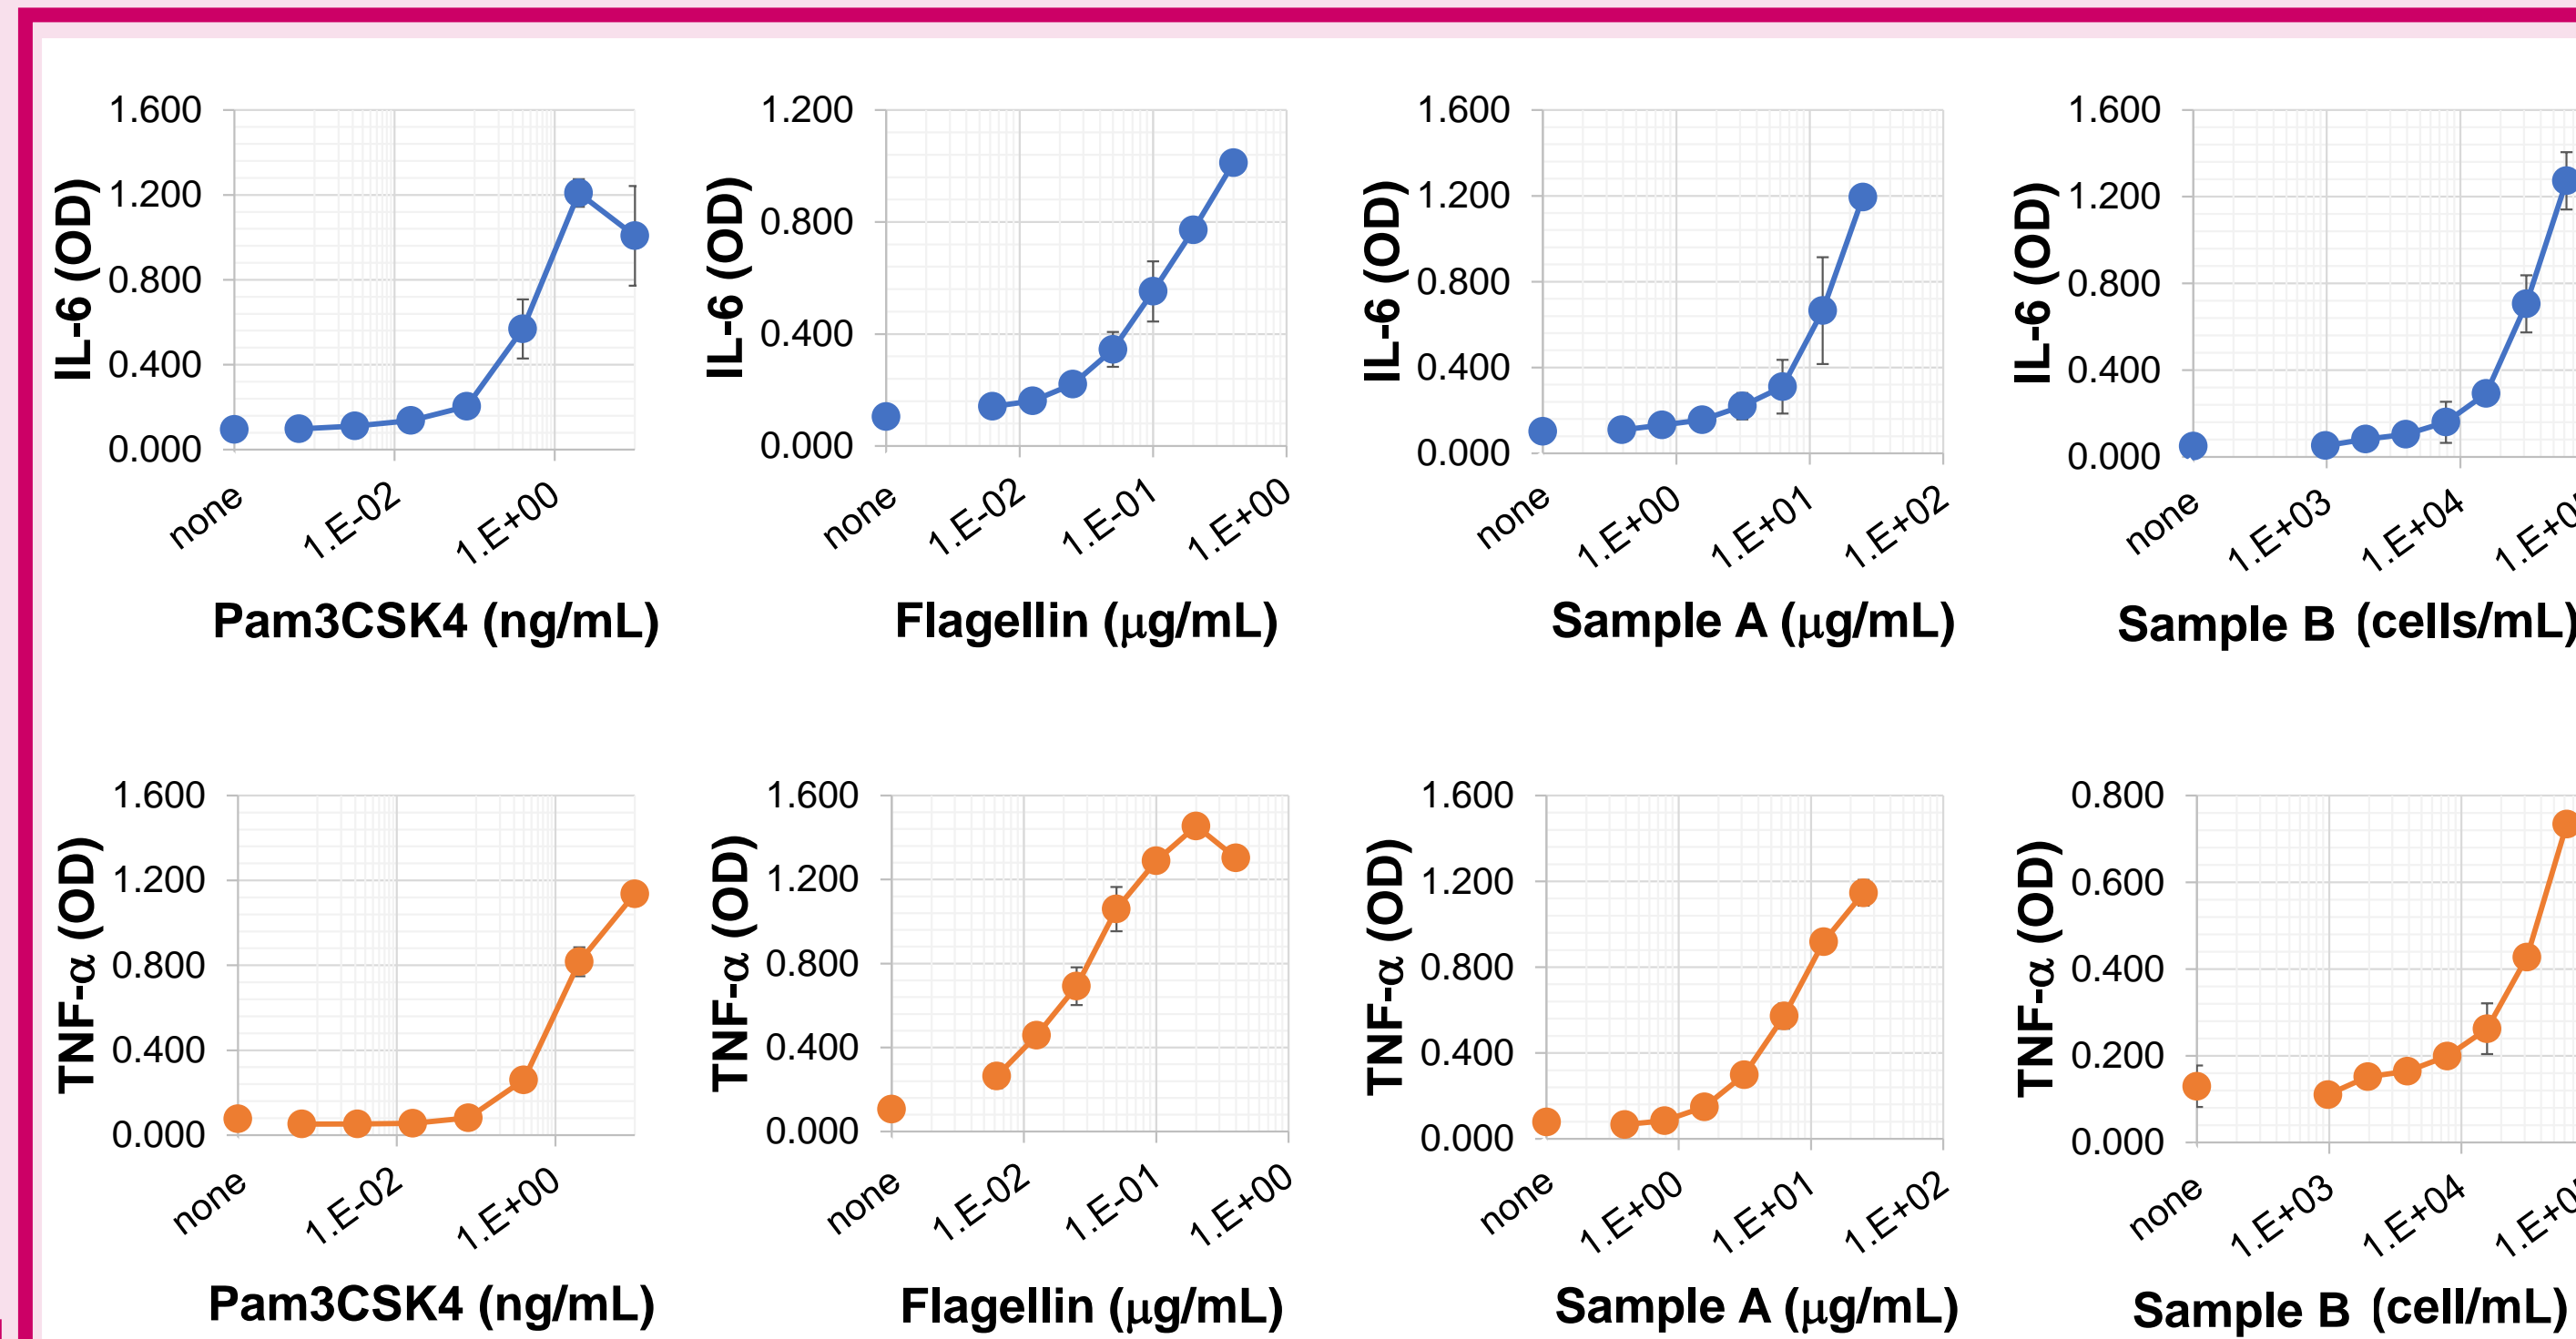 IL-6 (OD)
1.600
1.200
0.800
0.400
0.000
none
1.E-02
1.E+00
Pam3CSK4 (ng/mL)
IL-6 (OD)
1.200
0.800
0.400
0.000
none
1.E-02
1.E-01
1.E+00
Flagellin (μg/mL)
IL-6 (OD)
1.600
1.200
0.800
0.400
0.000
none
1.E+00
1.E+01
1.E+02
Sample A (μg/mL)
IL-6 (OD)
1.600
1.200
0.800
0.400
0.000
none
1.E+03
1.E+04
Sample B (cells/mL)
TNF-α (OD)
1.600
1.200
0.800
0.400
0.000
none
1.E-02
1.E+00
Pam3CSK4 (ng/mL)
TNF-α (OD)
1.600
1.200
0.800
0.400
0.000
none
1.E-02
1.E-01
1.E+00
Flagellin (μg/mL)
TNF-α (OD)
1.600
1.200
0.800
0.400
0.000
none
1.E+00
1.E+01
1.E+02
Sample A (μg/mL)
TNF-α (OD)
0.800
0.600
0.400
0.200
0.000
none
1.E+03
1.E+04
Sample B (cell/mL)